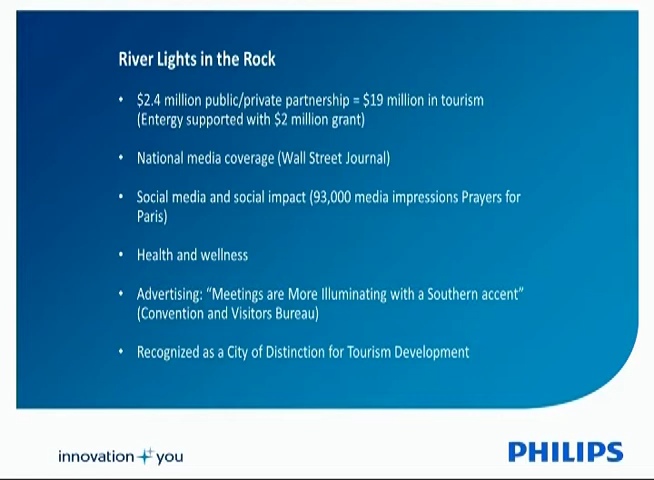 River Lights in the Rock
• $2.4 million public/private partnership = $19 million in tourism
(Entergy supported with $2 million grant)
• National media coverage (Wall Street Journal)
• Social media and social impact (93,000 media impressions Prayers for
Paris)
• Health and wellness
• Advertising: “Meetings are More Illuminating with a Southern accent”
(Convention and Visitors Bureau)
• Recognized as a City of Distinction for Tourism Development
innovation + you
PHILIPS